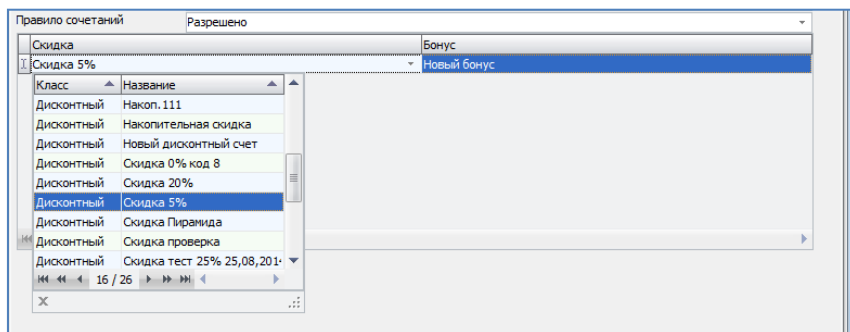 Правило сочетаний Разрешено
Скидка Бонус
Скидка 5% Новый бонус
Класс Название
Дисконтный Накоп.111
Дисконтный Накопительная скидка
Дисконтный Новый дисконтный счет
Дисконтный Скидка 0% код 8
Дисконтный Скидка 20%
Дисконтный Скидка 5%
Дисконтный Скидка Пирамида
Дисконтный Скидка проверка
Дисконтный Скидка тест 25% 25,08,201
16 / 26